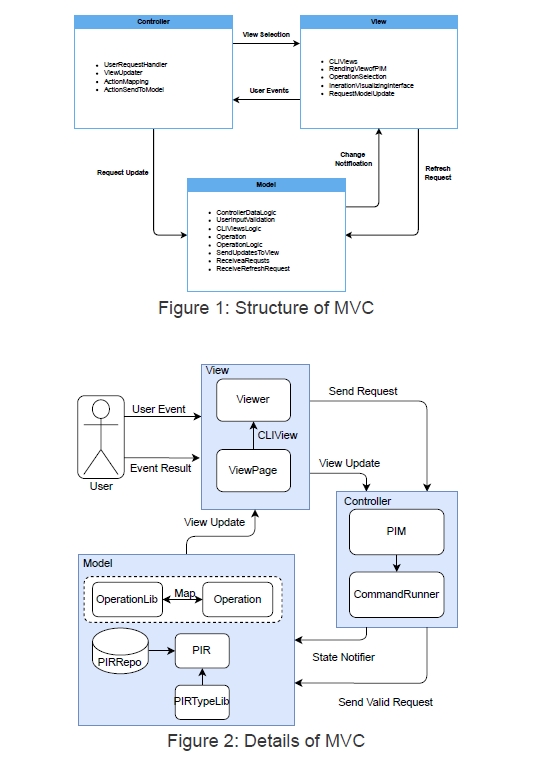 Controller
View
View Selection
UserRequestHandler
ViewUpdater
ActionMapping
ActionSendToModel
CLIViews
RendingViewofPIM
OperationSelection
InerationVisualizingInterface
RequestModelUpdate
User Events
Request Update
Change
Notification
Refresh
Request
Model
ControllerDataLogic
UserInputValidation
CLIViewsLogic
Operation
OperationLogic
SendUpdatesToView
ReceiveaRequsts
ReceiveRefreshRequest
Figure 1: Structure of MVC
View
Viewer
CLIView
ViewPage
User Event
Event Result
User
Send Request
View Update
Controller
PIM
CommandRunner
View Update
Model
OperationLib
Map
Operation
PIRRepo
PIR
PIRTypeLib
State Notifier
Send Valid Request
Figure 2: Details of MVC